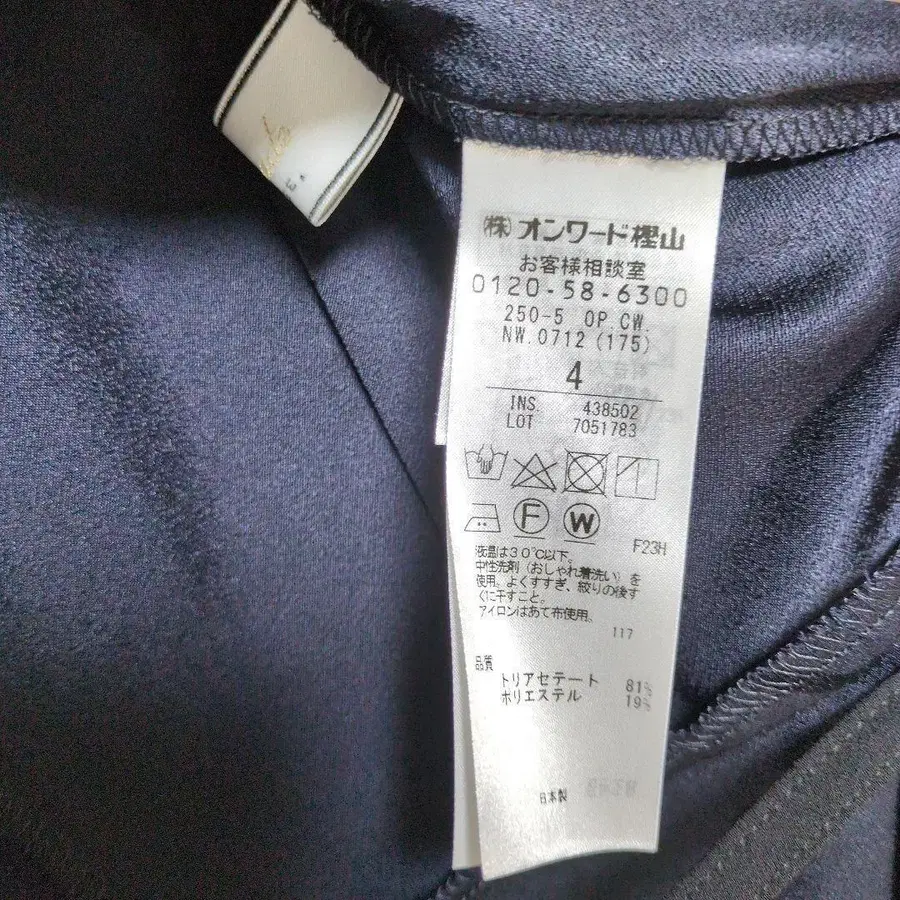 ㈱オンワード樫山
お客様相談室
0120-58-6300
250-5 OP.CW.
NW.0712(175)
4
INS. 438502
LOT 7051783
F W
F23H
液温は30℃以下。
中性洗剤（おしゃれ着洗い）を
使用。よくすすぎ、絞りの後す
ぐに干すこと。
アイロンはあて布使用。
117
品質
トリアセテート 81%
ポリエステル 19%
日本製